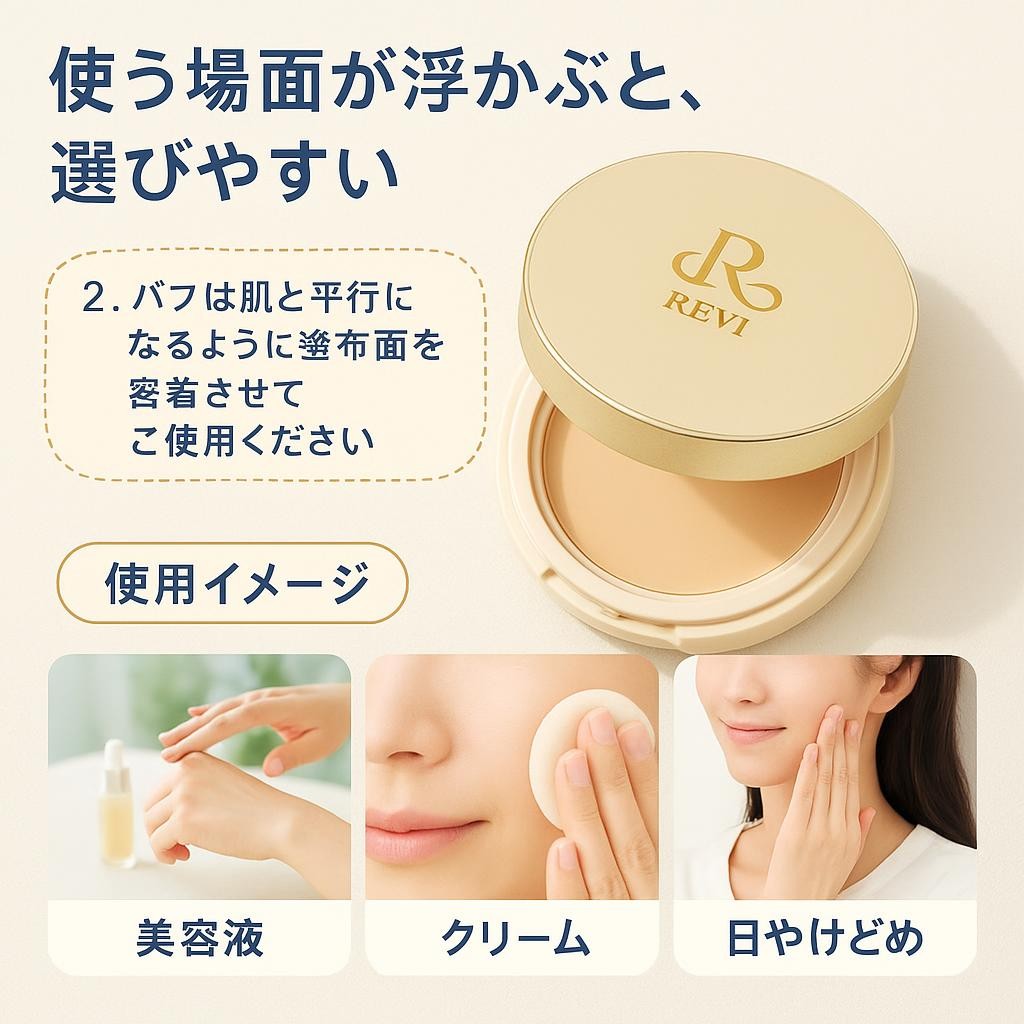 使う場面が浮かぶと、
選びやすい
R
REVI
2. バフは肌と平行に
なるように塗布面を
密着させて
ご使用ください
使用イメージ
美容液
クリーム
日やけどめ